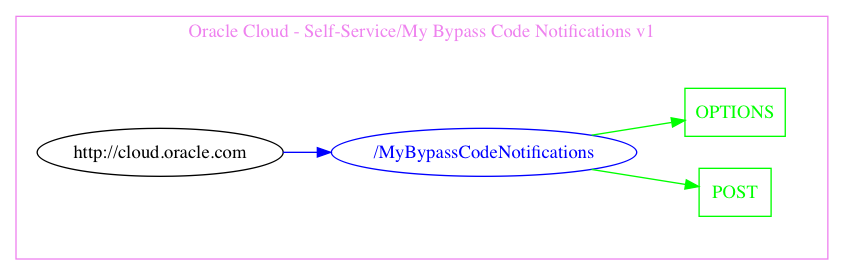 Oracle Cloud - Self-Service/My Bypass Code Notifications v1
OPTIONS
http://cloud.oracle.com
/MyBypassCodeNotifications
POST